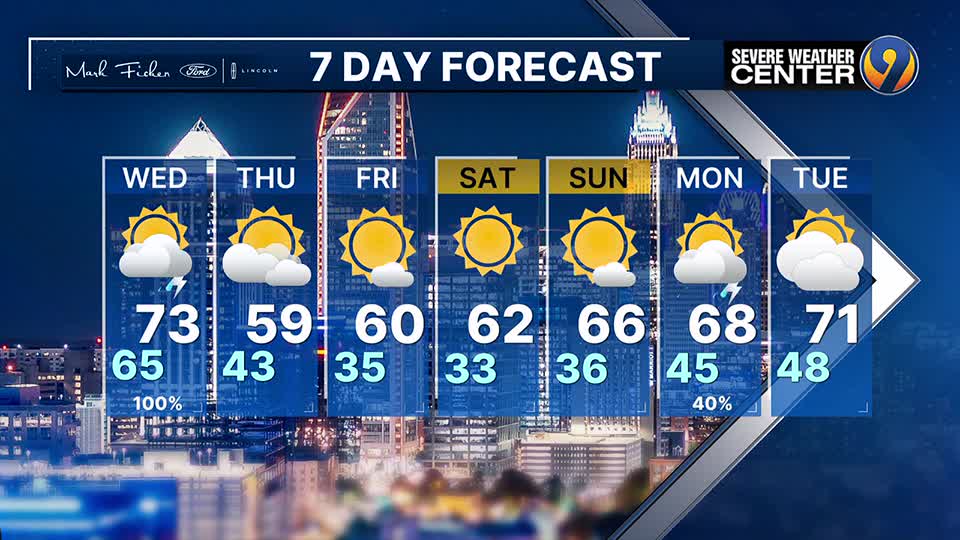 Mark Ficken Ford LINCOLN
7 DAY FORECAST
SEVERE WEATHER
CENTER 9
WED THU FRI SAT SUN MON TUE
73 59 60 62 66 68 71
65 43 35 33 36 45 48
100% 40%